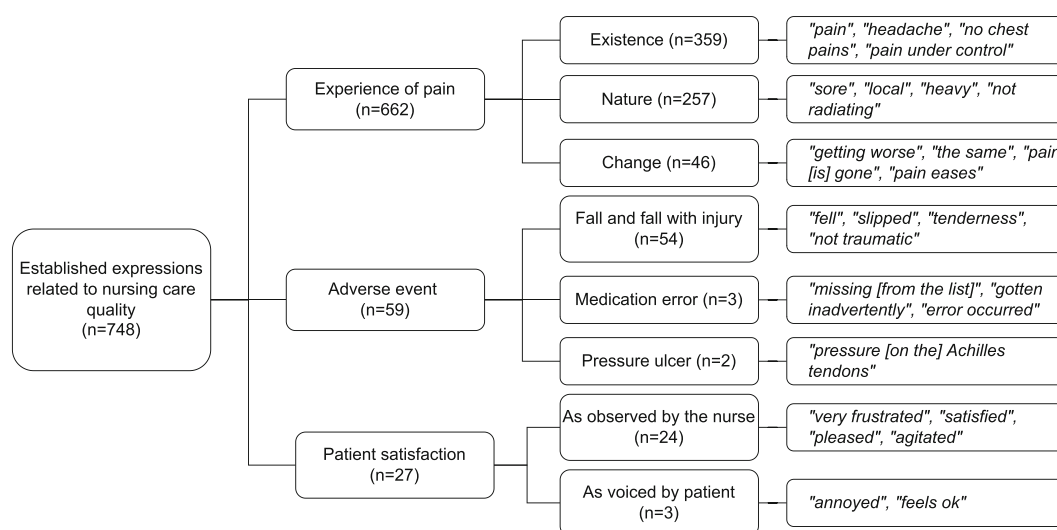 Established expressions
related to nursing care
quality
(n=748)
Experience of pain
(n=662)
Existence (n=359)
"pain", "headache", "no chest
pains", "pain under control"
Nature (n=257)
"sore", "local", "heavy", "not
radiating"
Change (n=46)
"getting worse", "the same", "pain
[is] gone", "pain eases"
Adverse event
(n=59)
Fall and fall with injury
(n=54)
"fell", "slipped", "tenderness",
"not traumatic"
Medication error (n=3)
"missing [from the list]", "gotten
inadvertently", "error occurred"
Pressure ulcer (n=2)
"pressure [on the] Achilles
tendons"
Patient satisfaction
(n=27)
As observed by the nurse
(n=24)
"very frustrated", "satisfied",
"pleased", "agitated"
As voiced by patient
(n=3)
"annoyed", "feels ok"